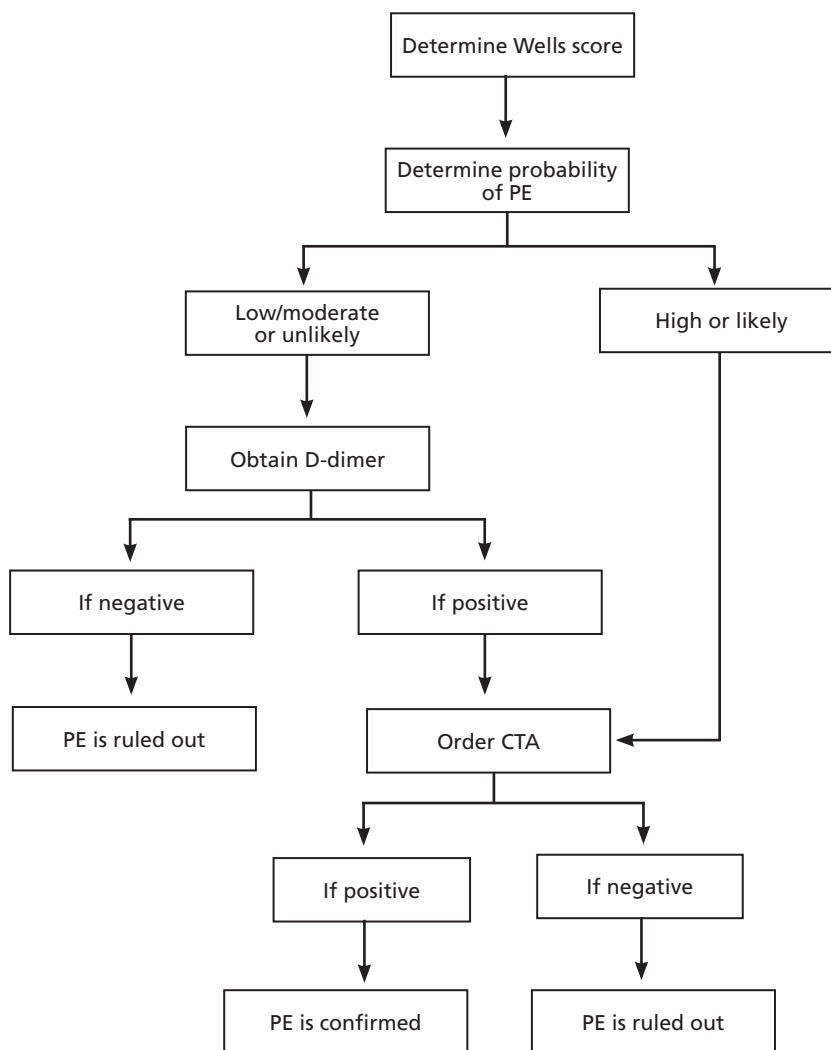 Determine Wells score
Determine probability
of PE
Low/moderate
or unlikely
High or likely
Obtain D-dimer
If negative
If positive
PE is ruled out
Order CTA
If positive
If negative
PE is confirmed
PE is ruled out